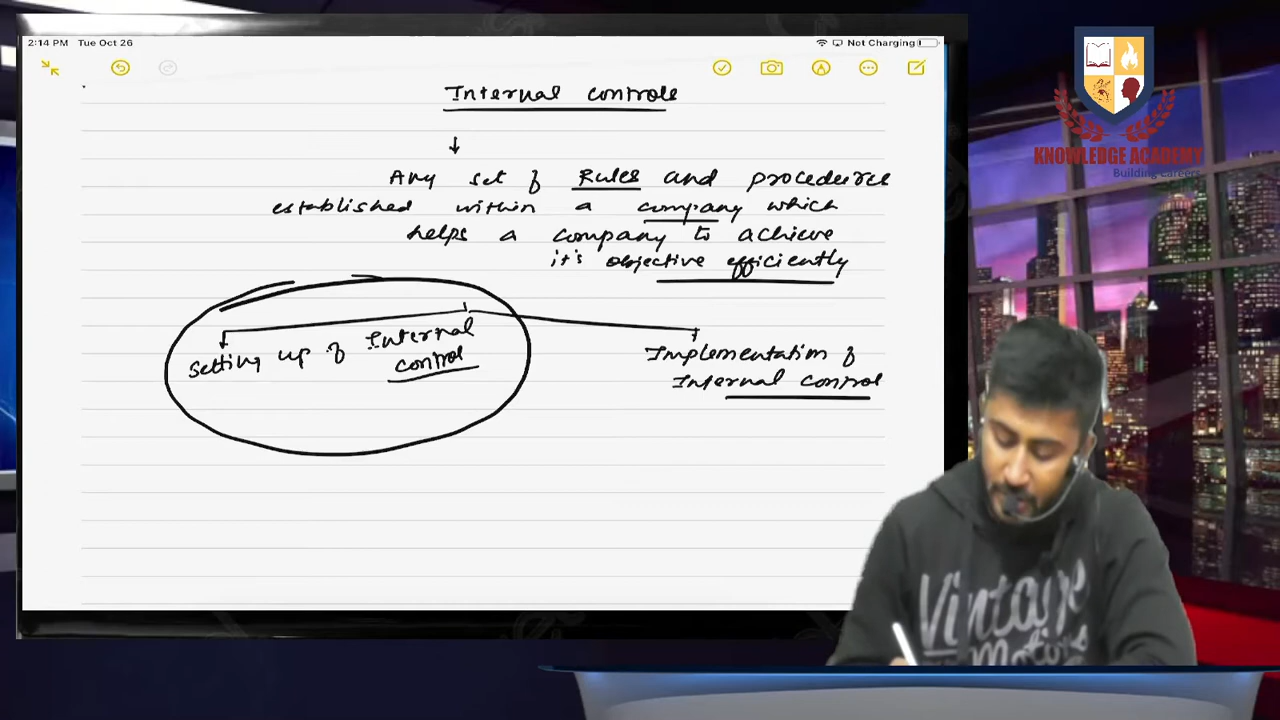 2:14 PM Tue Oct 26
Not Charging
Internal controls
Any set of Rules and procedures
established within a company which
helps a company to achieve
it's objective efficiently
Setting up of Internal
control
Implementation of
Internal control
KNOWLEDGE ACADEMY
Building Careers
Vintage
Motions